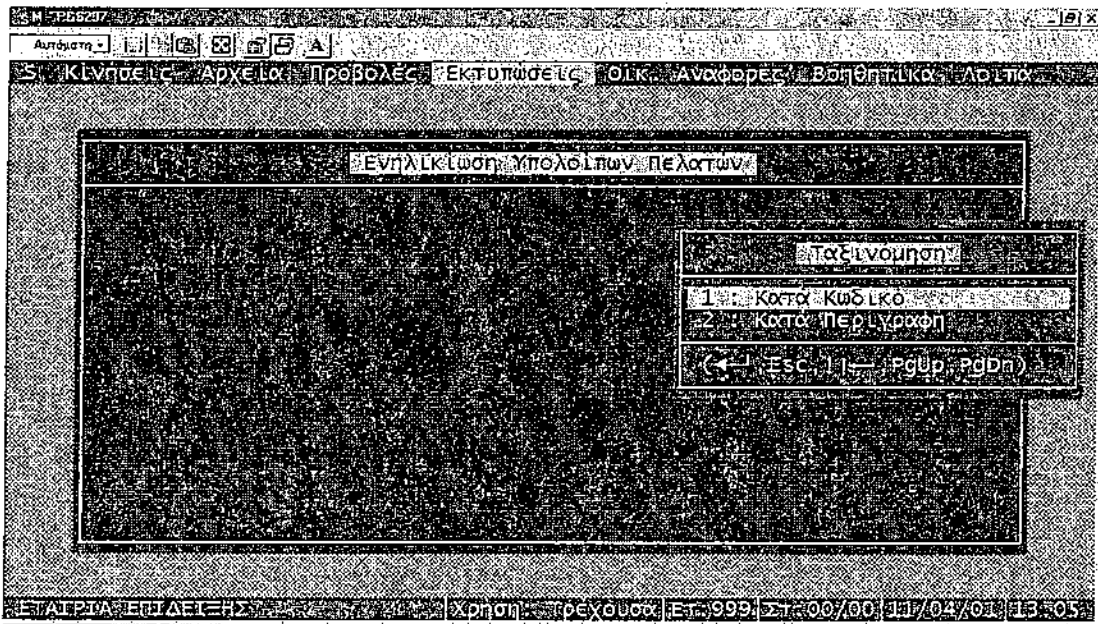 Αυτόματη
S Κινήσεις Αρχεία Προβολές Εκτυπώσεις Οικ. Αναφορές Βοηθητικά Λοιπά
Ενηλικίωση Υπολοίπων Πελατών
Ταξινόμηση
1 : Κατά Κωδικό
2 : Κατά Περιγραφή
Esc PgUp PgDn)
ΕΤΑΙΡΙΑ ΕΠΙΔΕΙΞΗΣ Χρήση Τρέχουσα ΕΤ 999 ΣΤ 00/00 11/04/01 13 05